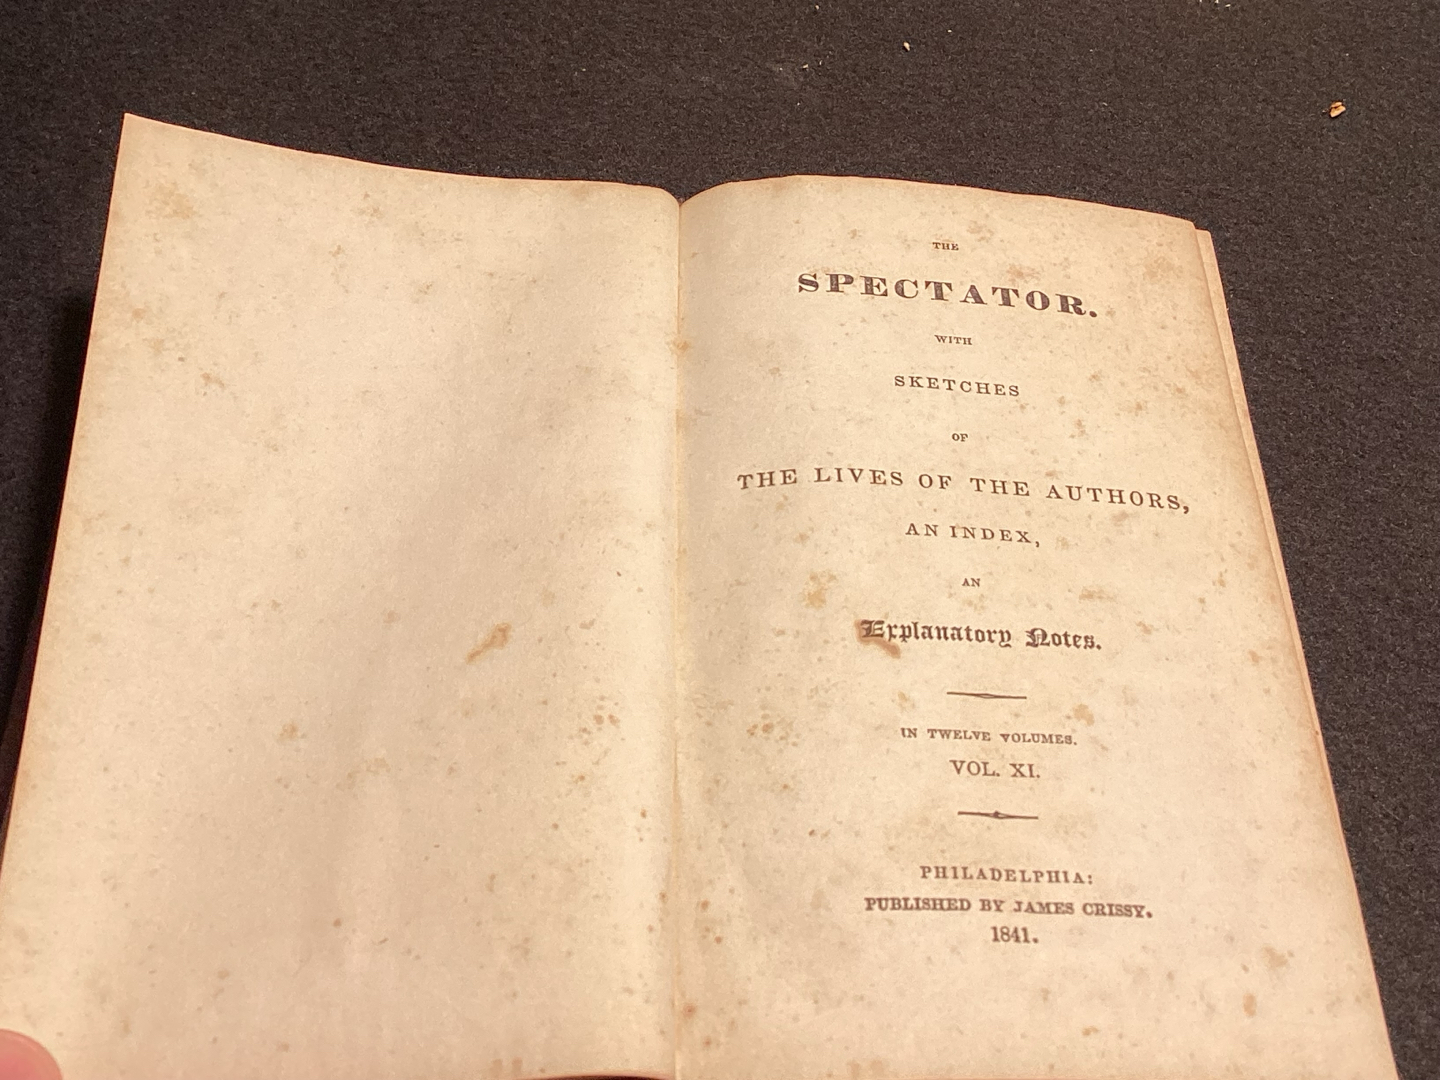 THE
SPECTATOR.
WITH
SKETCHES
OF
THE LIVES OF THE AUTHORS,
AN INDEX,
AN
Explanatory Notes.
IN TWELVE VOLUMES.
VOL. XI.
PHILADELPHIA:
PUBLISHED BY JAMES CRISSY.
1841.